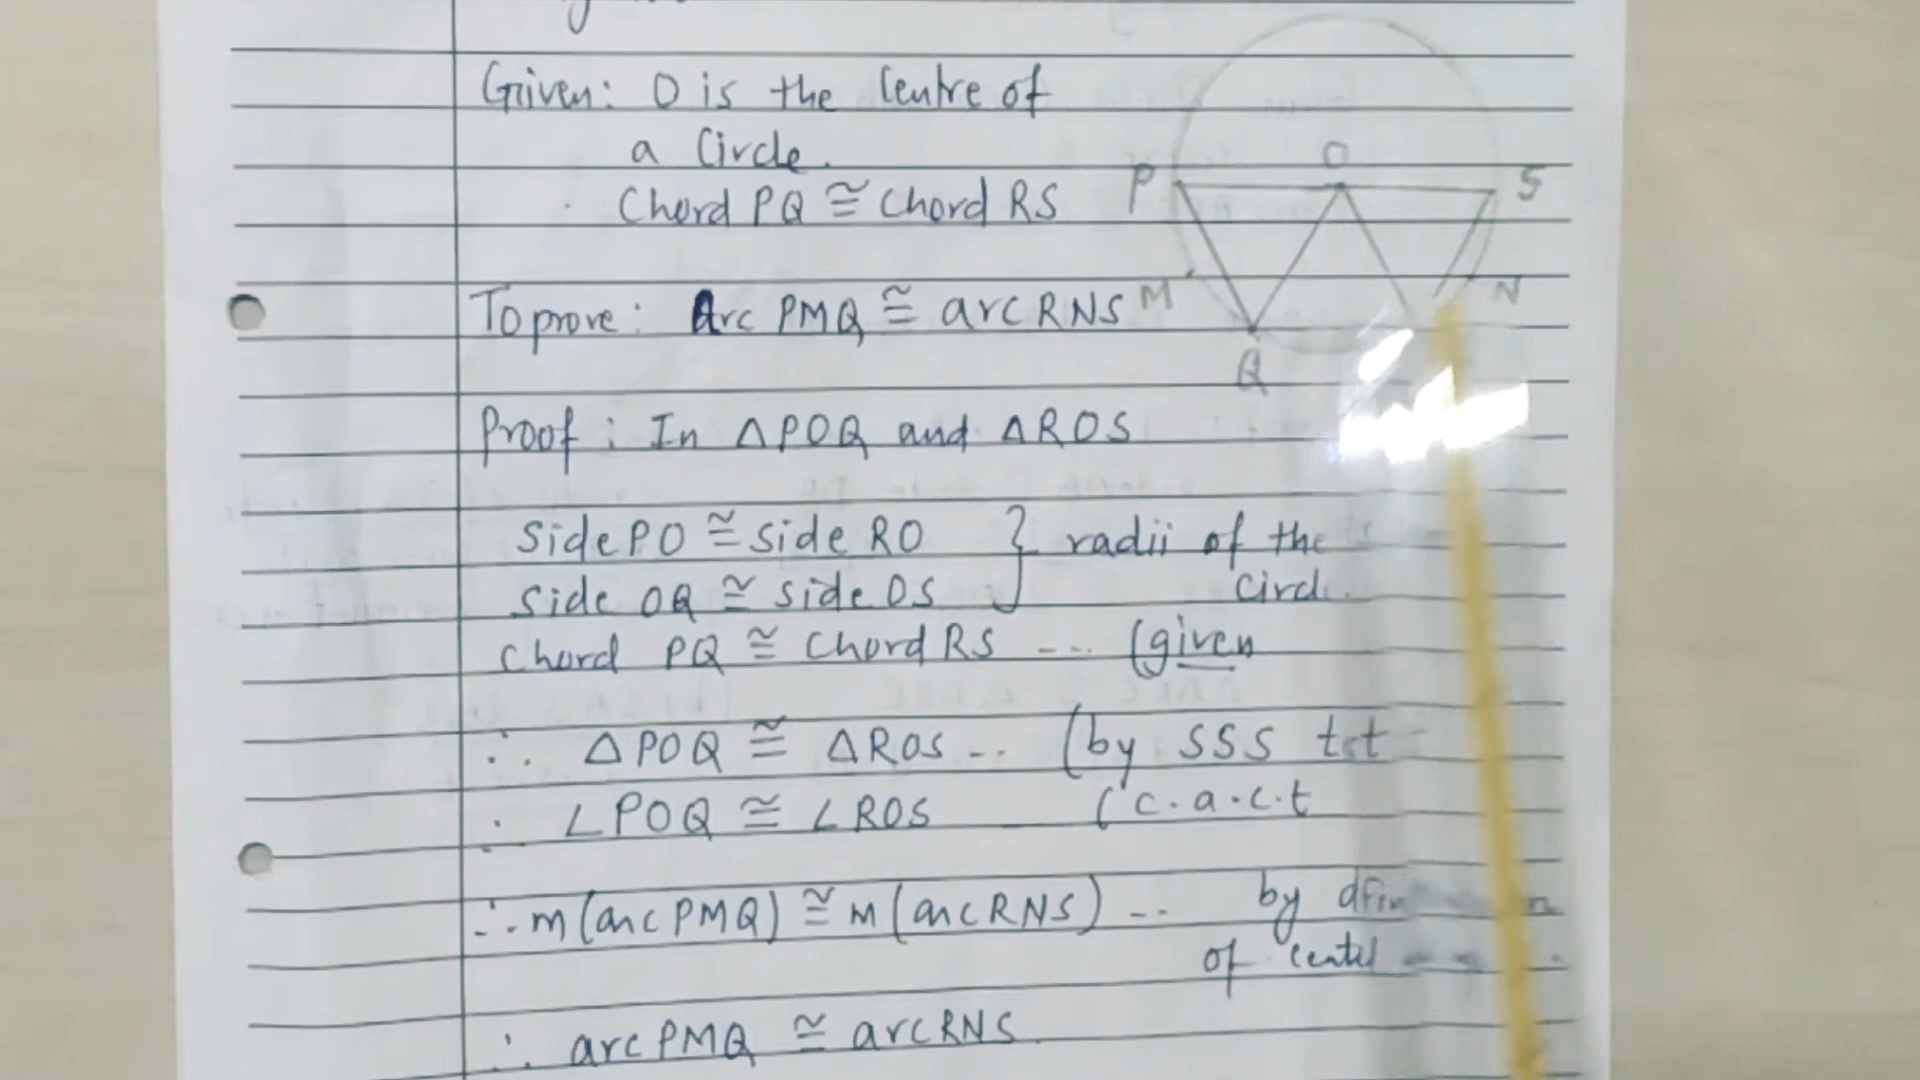 Given: O is the Centre of
a Circle.
Chord PQ ≅ Chord RS
O
P
S
M
N
Q
To prove: Arc PMQ ≅ arc RNS
Proof: In △POQ and △ROS
side PO ≅ side RO } radii of the
side OQ ≅ side OS
chord PQ ≅ chord RS --- (given
∴ △POQ ≅ △ROS -- (by SSS
∴ ∠POQ ≅ ∠ROS (c.a.c.t
∴ m(arc PMQ) ≅ m(arc RNS) -- by
of
∴ arc PMQ ≅ arc RNS